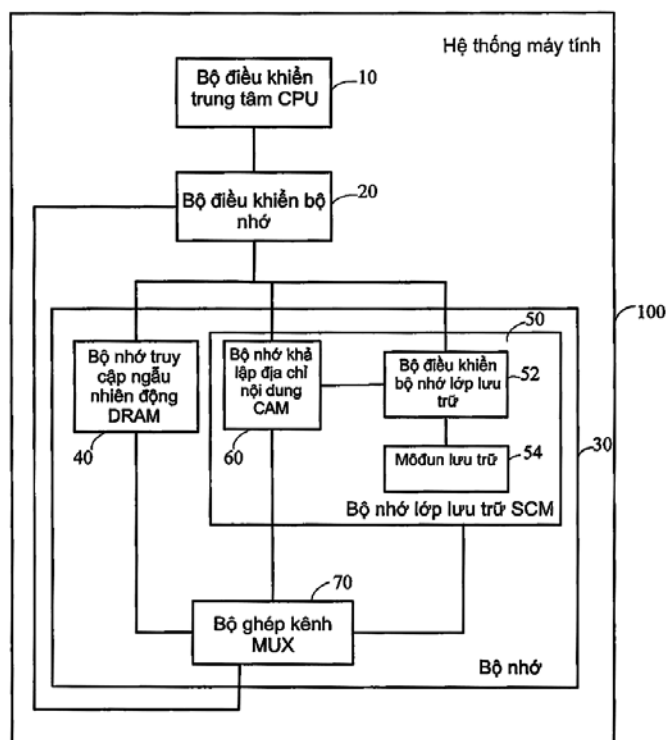 Hệ thống máy tính
Bộ điều khiển
trung tâm CPU
10
Bộ điều khiển bộ
nhớ
20
100
50
Bộ nhớ truy
cập ngẫu
nhiên động
DRAM
40
Bộ nhớ khả
lập địa chỉ
nội dung
CAM
60
Bộ điều khiển
bộ nhớ lớp lưu
trữ
52
Môđun lưu trữ
54
30
Bộ nhớ lớp lưu trữ SCM
70
Bộ ghép kênh
MUX
Bộ nhớ